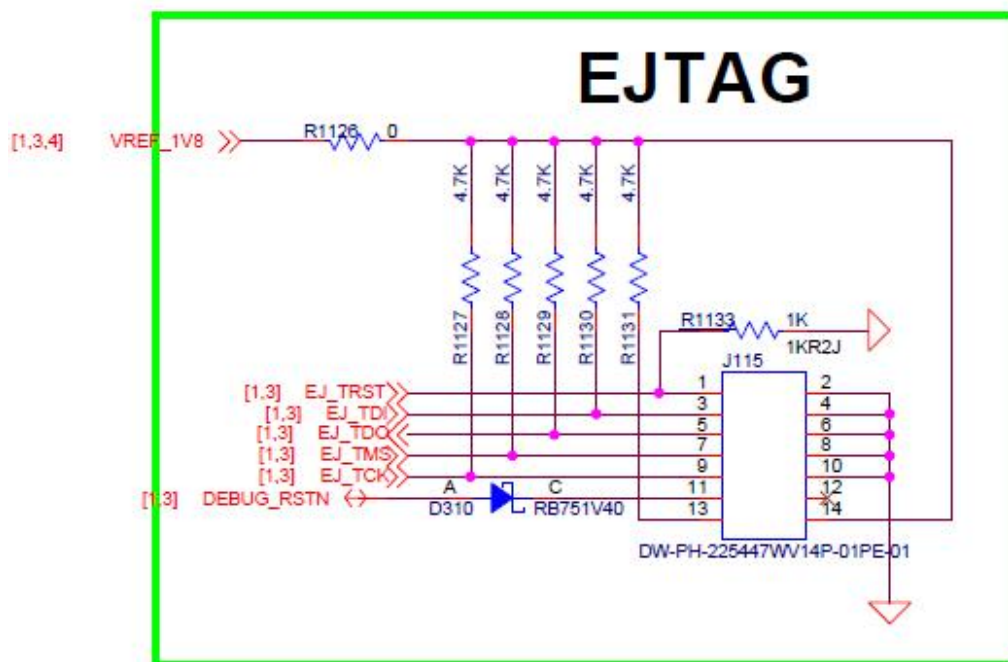 EJTAG
[1,3,4] VREF_1V8 R1126 0
4.7K 4.7K 4.7K 4.7K 4.7K
R1127 R1128 R1129 R1130 R1131
R1133 1K
1KR2J
J115
[1,3] EJ_TRST 1 2
[1,3] EJ_TDI 3 4
[1,3] EJ_TDO 5 6
[1,3] EJ_TMS 7 8
[1,3] EJ_TCK 9 10
[1,3] DEBUG_RSTN A C 11 12
D310 RB751V40 13 14
DW-PH-225447WV14P-01PE-01